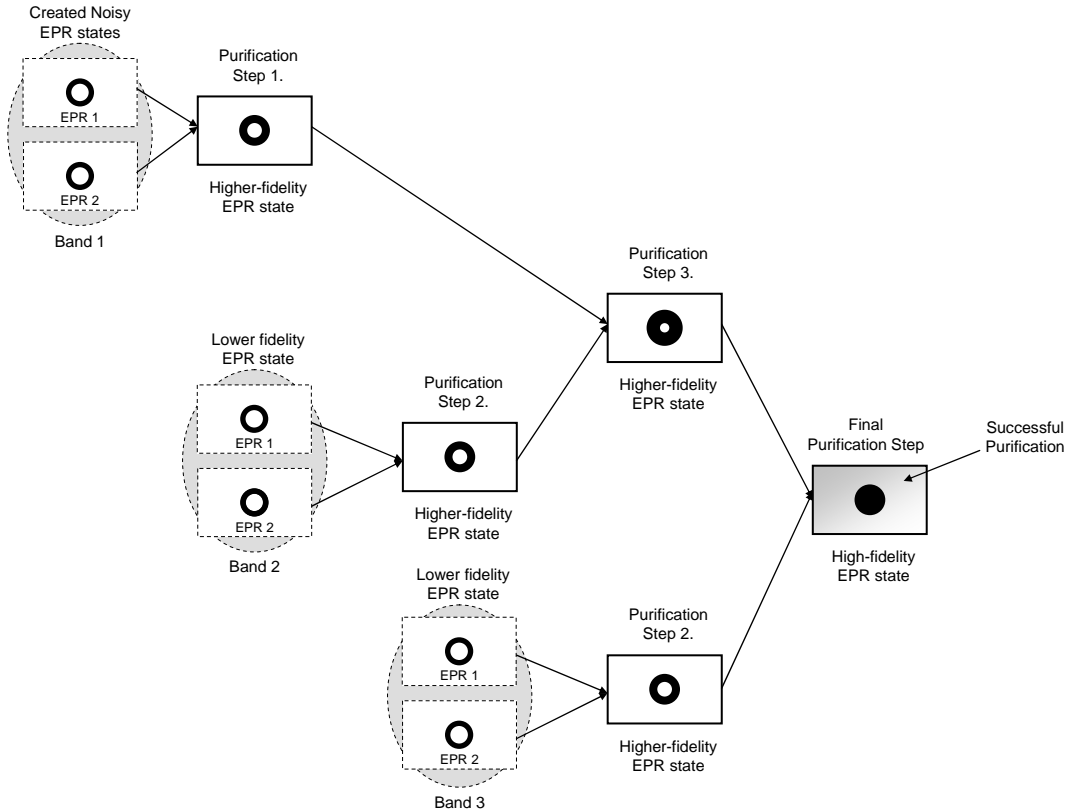 Created Noisy
EPR states
EPR 1
EPR 2
Band 1
Purification
Step 1.
Higher-fidelity
EPR state
Lower fidelity
EPR state
EPR 1
EPR 2
Band 2
Purification
Step 2.
Higher-fidelity
EPR state
Purification
Step 3.
Higher-fidelity
EPR state
Lower fidelity
EPR state
EPR 1
EPR 2
Band 3
Purification
Step 2.
Higher-fidelity
EPR state
Final
Purification Step
High-fidelity
EPR state
Successful
Purification